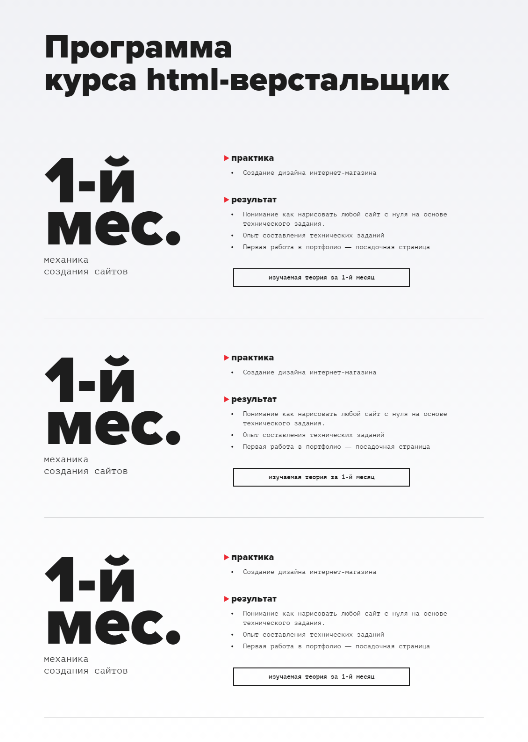 Программа
курса html-верстальщик
1-й
мес.
механика
создания сайтов
практика
• Создание дизайна интернет-магазина
результат
• Понимание как нарисовать любой сайт с нуля на основе
технического задания.
• Опыт составления технических заданий
• Первая работа в портфолио — посадочная страница
изучаемая теория за 1-й месяц
1-й
мес.
механика
создания сайтов
практика
• Создание дизайна интернет-магазина
результат
• Понимание как нарисовать любой сайт с нуля на основе
технического задания.
• Опыт составления технических заданий
• Первая работа в портфолио — посадочная страница
изучаемая теория за 1-й месяц
1-й
мес.
механика
создания сайтов
практика
• Создание дизайна интернет-магазина
результат
• Понимание как нарисовать любой сайт с нуля на основе
технического задания.
• Опыт составления технических заданий
• Первая работа в портфолио — посадочная страница
изучаемая теория за 1-й месяц